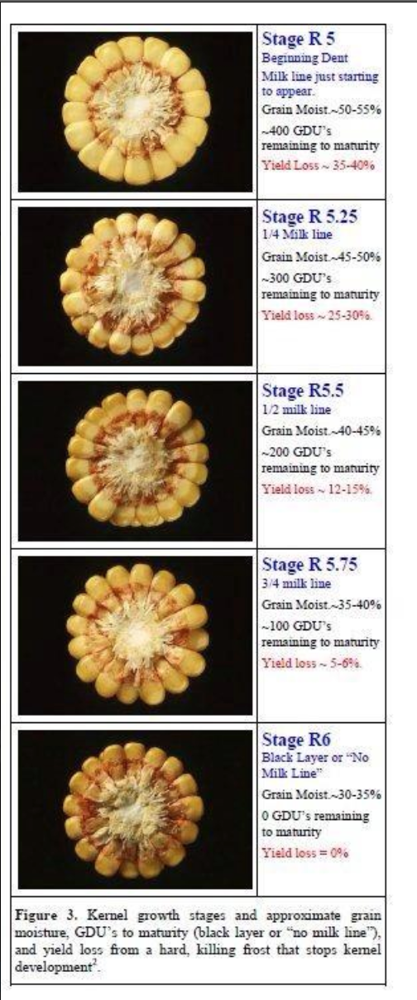 Stage R 5
Beginning Dent
Milk line just starting
to appear.
Grain Moist.~50-55%
~400 GDU's
remaining to maturity
Yield Loss ~ 35-40%
Stage R 5.25
1/4 Milk line
Grain Moist.~45-50%
~300 GDU's
remaining to maturity
Yield loss ~ 25-30%.
Stage R5.5
1/2 milk line
Grain Moist.~40-45%
~200 GDU's
remaining to maturity
Yield loss ~ 12-15%.
Stage R 5.75
3/4 milk line
Grain Moist.~35-40%
~100 GDU's
remaining to maturity
Yield loss ~ 5-6%.
Stage R6
Black Layer or “No
Milk Line”
Grain Moist.~30-35%
0 GDU's remaining
to maturity
Yield loss = 0%
Figure 3. Kernel growth stages and approximate grain
moisture, GDU's to maturity (black layer or “no milk line”),
and yield loss from a hard, killing frost that stops kernel
development².